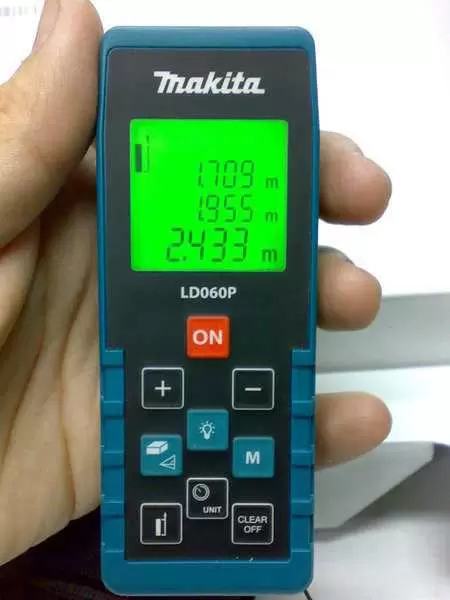 makita
1.709 m
1.955 m
2.433 m
LD060P
ON
+ −
M
UNIT
CLEAR
OFF